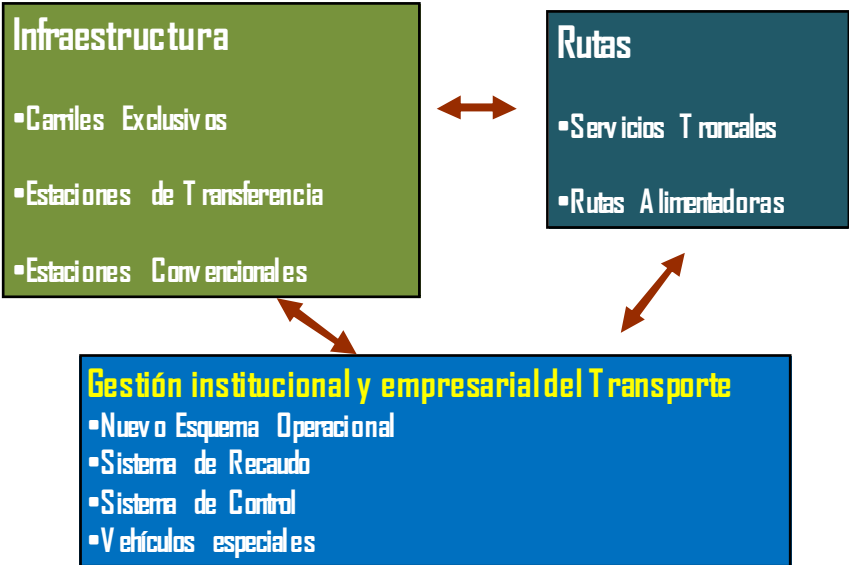 Infraestructura
▪Carriles Exclusivos
▪Estaciones de Transferencia
▪Estaciones Convencionales
Rutas
▪Servicios Troncales
▪Rutas Alimentadoras
Gestión institucional y empresarial del Transporte
▪Nuevo Esquema Operacional
▪Sistema de Recaudo
▪Sistema de Control
▪Vehículos especiales